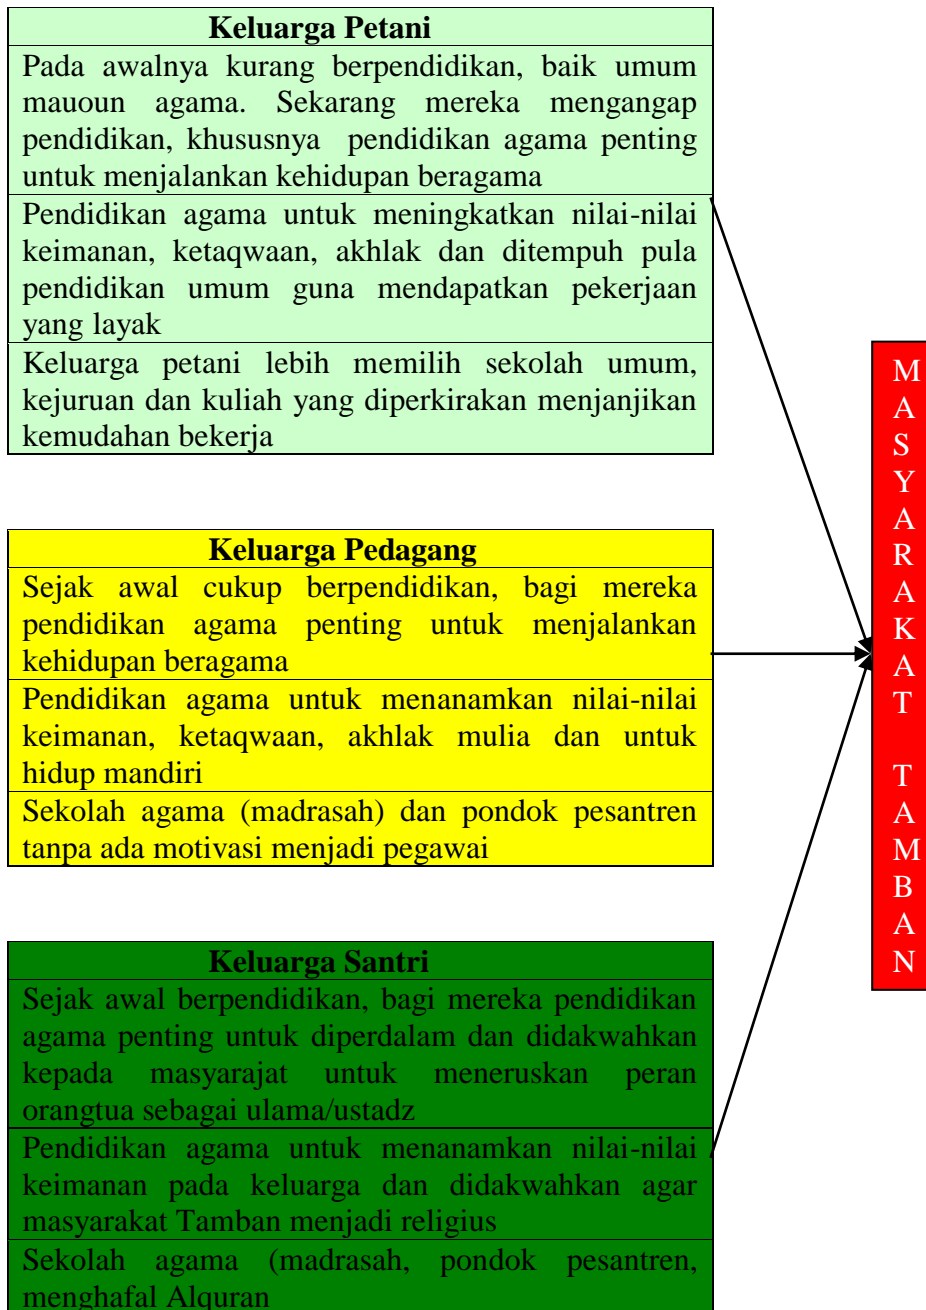 Keluarga Petani
Pada awalnya kurang berpendidikan, baik umum
mauoun agama. Sekarang mereka mengangap
pendidikan, khususnya pendidikan agama penting
untuk menjalankan kehidupan beragama
Pendidikan agama untuk meningkatkan nilai-nilai
keimanan, ketaqwaan, akhlak dan ditempuh pula
pendidikan umum guna mendapatkan pekerjaan
yang layak
Keluarga petani lebih memilih sekolah umum,
kejuruan dan kuliah yang diperkirakan menjanjikan
kemudahan bekerja
Keluarga Pedagang
Sejak awal cukup berpendidikan, bagi mereka
pendidikan agama penting untuk menjalankan
kehidupan beragama
Pendidikan agama untuk menanamkan nilai-nilai
keimanan, ketaqwaan, akhlak mulia dan untuk
hidup mandiri
Sekolah agama (madrasah) dan pondok pesantren
tanpa ada motivasi menjadi pegawai
Keluarga Santri
Sejak awal berpendidikan, bagi mereka pendidikan
agama penting untuk diperdalam dan didakwahkan
kepada masyarajat untuk meneruskan peran
orangtua sebagai ulama/ustadz
Pendidikan agama untuk menanamkan nilai-nilai
keimanan pada keluarga dan didakwahkan agar
masyarakat Tamban menjadi religius
Sekolah agama (madrasah, pondok pesantren,
menghafal Alquran
MASYARAKAT TAMBAN